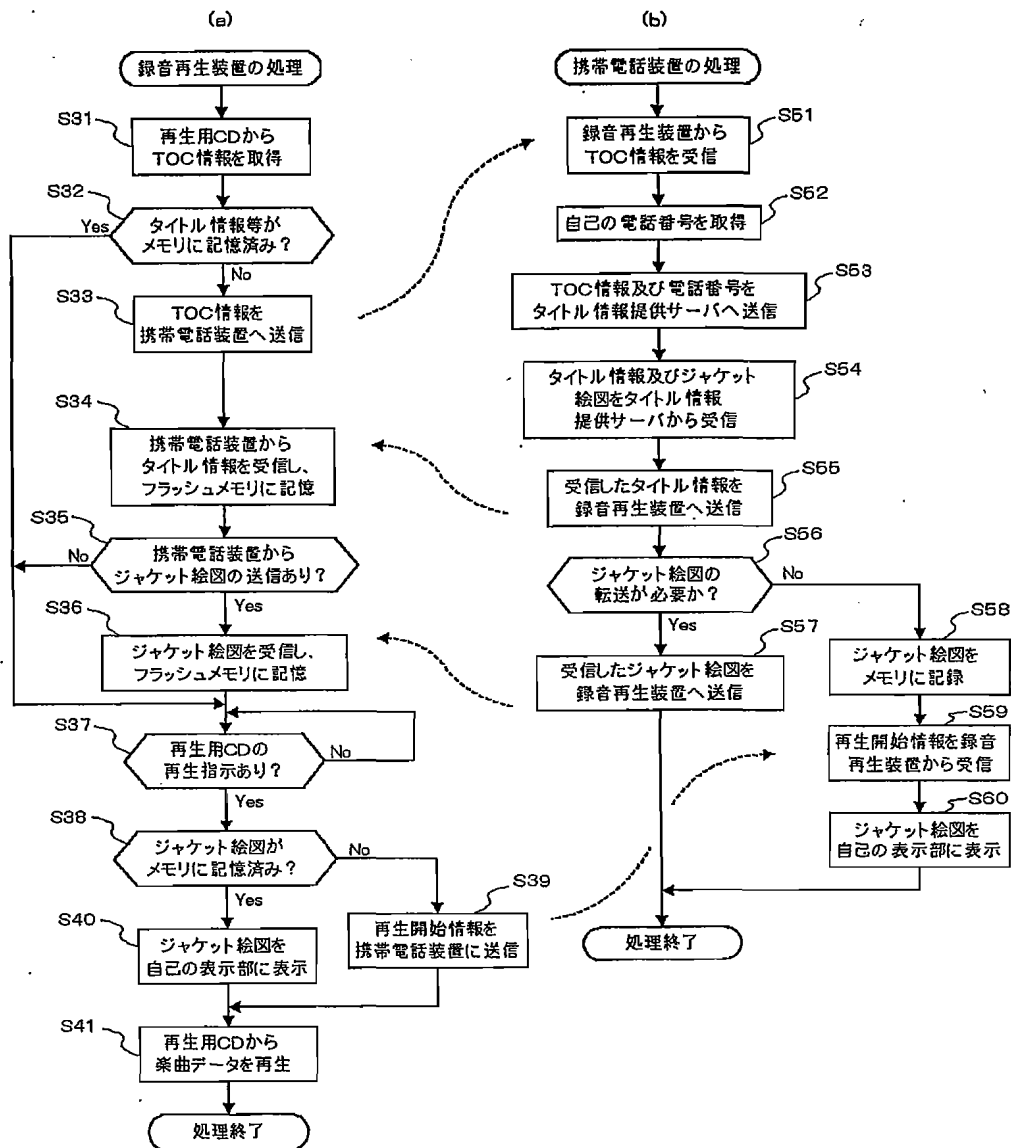 (a)
録音再生装置の処理
S31
再生用CDから
TOC情報を取得
S32
タイトル情報等が
メモリに記憶済み?
Yes
No
S33
TOC情報を
携帯電話装置へ送信
S34
携帯電話装置から
タイトル情報を受信し、
フラッシュメモリに記憶
S35
携帯電話装置から
ジャケット絵図の送信あり?
No
Yes
S36
ジャケット絵図を受信し、
フラッシュメモリに記憶
S37
再生用CDの
再生指示あり?
No
Yes
S38
ジャケット絵図が
メモリに記憶済み?
No
Yes
S39
再生開始情報を
携帯電話装置に送信
S40
ジャケット絵図を
自己の表示部に表示
S41
再生用CDから
楽曲データを再生
処理終了
(b)
携帯電話装置の処理
S51
録音再生装置から
TOC情報を受信
S52
自己の電話番号を取得
S53
TOC情報及び電話番号を
タイトル情報提供サーバへ送信
S54
タイトル情報及びジャケット
絵図をタイトル情報
提供サーバから受信
S55
受信したタイトル情報を
録音再生装置へ送信
S56
ジャケット絵図の
転送が必要か?
No
Yes
S57
受信したジャケット絵図を
録音再生装置へ送信
S58
ジャケット絵図を
メモリに記録
S59
再生開始情報を録音
再生装置から受信
S60
ジャケット絵図を
自己の表示部に表示
処理終了